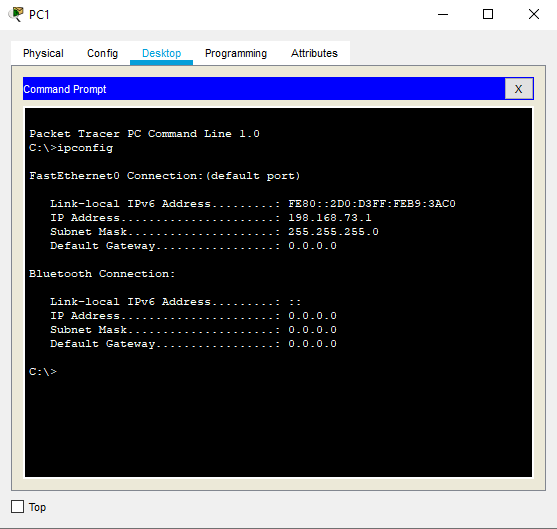 PC1
Physical Config Desktop Programming Attributes
Command Prompt X
Packet Tracer PC Command Line 1.0
C:\>ipconfig
FastEthernet0 Connection:(default port)
Link-local IPv6 Address.........: FE80::2D0:D3FF:FEB9:3AC0
IP Address......................: 198.168.73.1
Subnet Mask.....................: 255.255.255.0
Default Gateway.................: 0.0.0.0
Bluetooth Connection:
Link-local IPv6 Address.........: ::
IP Address......................: 0.0.0.0
Subnet Mask.....................: 0.0.0.0
Default Gateway.................: 0.0.0.0
C:\>
Top